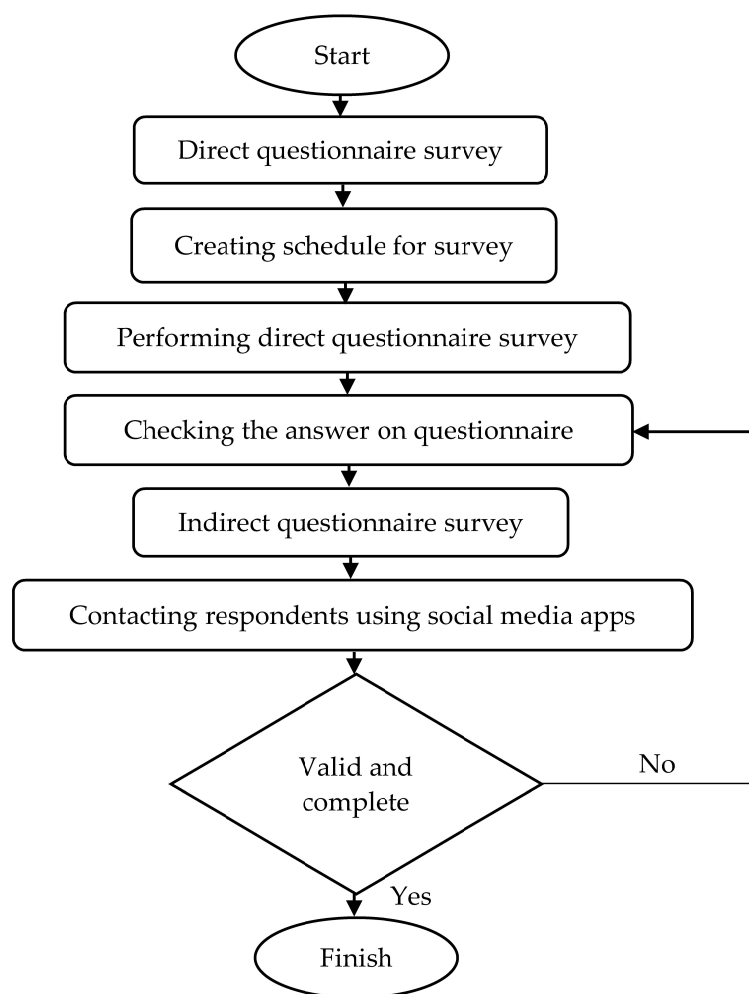 Start
Direct questionnaire survey
Creating schedule for survey
Performing direct questionnaire survey
Checking the answer on questionnaire
Indirect questionnaire survey
Contacting respondents using social media apps
Valid and
complete
No
Yes
Finish